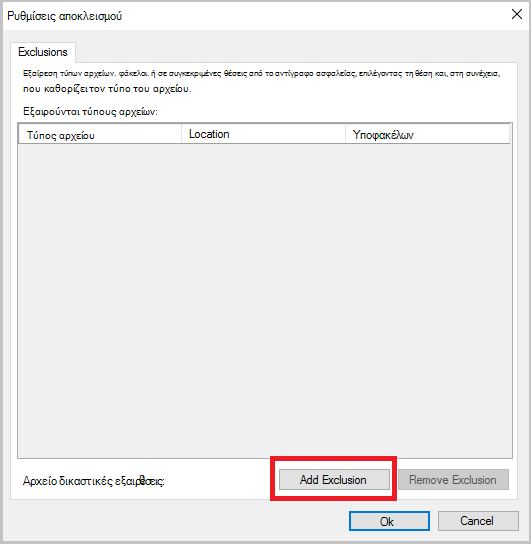 Ρυθμίσεις αποκλεισμού
Exclusions
Εξαίρεση τύπων αρχείων. φάκελοι. ή σε συγκεκριμένες θέσεις από το αντίγραφο ασφαλείας, επιλέγοντας τη θέση και, στη συνέχεια,
που καθορίζει τον τύπο του αρχείου.
Εξαιρούνται τύπους αρχείων:
Τύπος αρχείου Location Υποφακέλων
Αρχείο δικαστικές εξαιρέσεις: 0
Add Exclusion Remove Exclusion
Ok Cancel